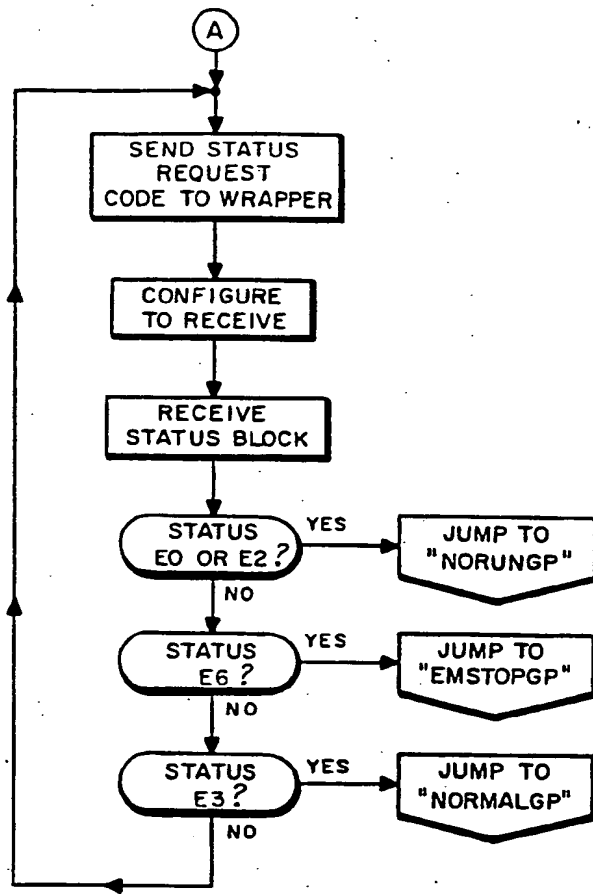 A
SEND STATUS
REQUEST
CODE TO WRAPPER
CONFIGURE
TO RECEIVE
RECEIVE
STATUS BLOCK
STATUS
E0 OR E2?
YES
JUMP TO
"NORUNGP"
NO
STATUS
E6?
YES
JUMP TO
"EMSTOPGP"
NO
STATUS
E3?
YES
JUMP TO
"NORMALGP"
NO